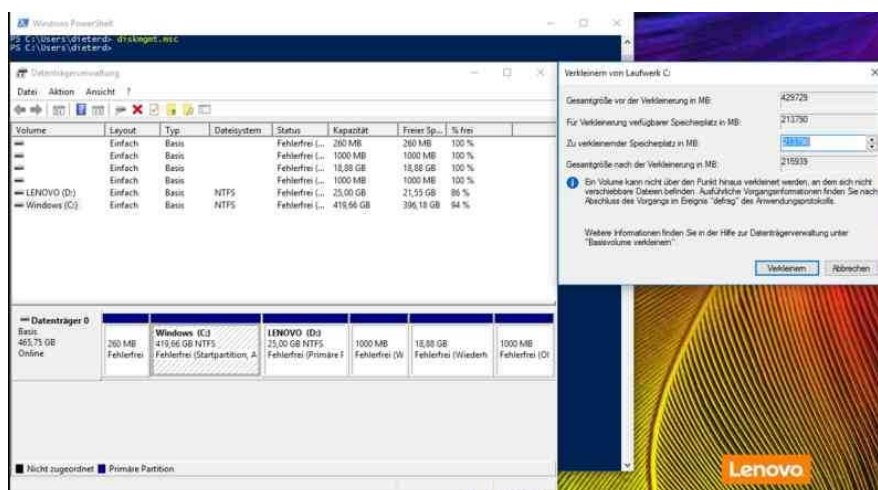 Windows PowerShell
PS C:\Users\dieterd> diskmgmt.msc
PS C:\Users\dieterd>
Datenträgerverwaltung
Datei Aktion Ansicht ?
Volume Layout Typ Dateisystem Status Kapazität Freier Sp... % frei
Einfach Basis Fehlerfrei (... 260 MB 260 MB 100 %
Einfach Basis Fehlerfrei (... 1000 MB 1000 MB 100 %
Einfach Basis Fehlerfrei (... 18,88 GB 18,88 GB 100 %
Einfach Basis Fehlerfrei (... 1000 MB 1000 MB 100 %
LENOVO (D:) Einfach Basis NTFS Fehlerfrei (... 25,00 GB 21,55 GB 86 %
Windows (C:) Einfach Basis NTFS Fehlerfrei (... 419,66 GB 396,18 GB 94 %
Datenträger 0
Basis
465,75 GB
Online
260 MB
Fehlerfrei
Windows (C:)
419,66 GB NTFS
Fehlerfrei (Startpartition, A
LENOVO (D:)
25,00 GB NTFS
Fehlerfrei (Primäre F
1000 MB
Fehlerfrei (W
18,88 GB
Fehlerfrei (Wiederh
1000 MB
Fehlerfrei (OI
Nicht zugeordnet Primäre Partition
Verkleinern von Laufwerk C:
Gesamtgröße vor der Verkleinerung in MB: 429729
Für Verkleinerung verfügbarer Speicherplatz in MB: 213790
Zu verkleinernder Speicherplatz in MB:
Gesamtgröße nach der Verkleinerung in MB: 215939
Ein Volume kann nicht über den Punkt hinaus verkleinert werden, an dem sich nicht
verschiebbare Dateien befinden. Ausführliche Vorgangsinformationen finden Sie nach
Abschluss des Vorgangs im Ereignis "defrag" des Anwendungsprotokolls.
Weitere Informationen finden Sie in der Hilfe zur Datenträgerverwaltung unter
"Basisvolume verkleinern".
Verkleinern Abbrechen
Lenovo